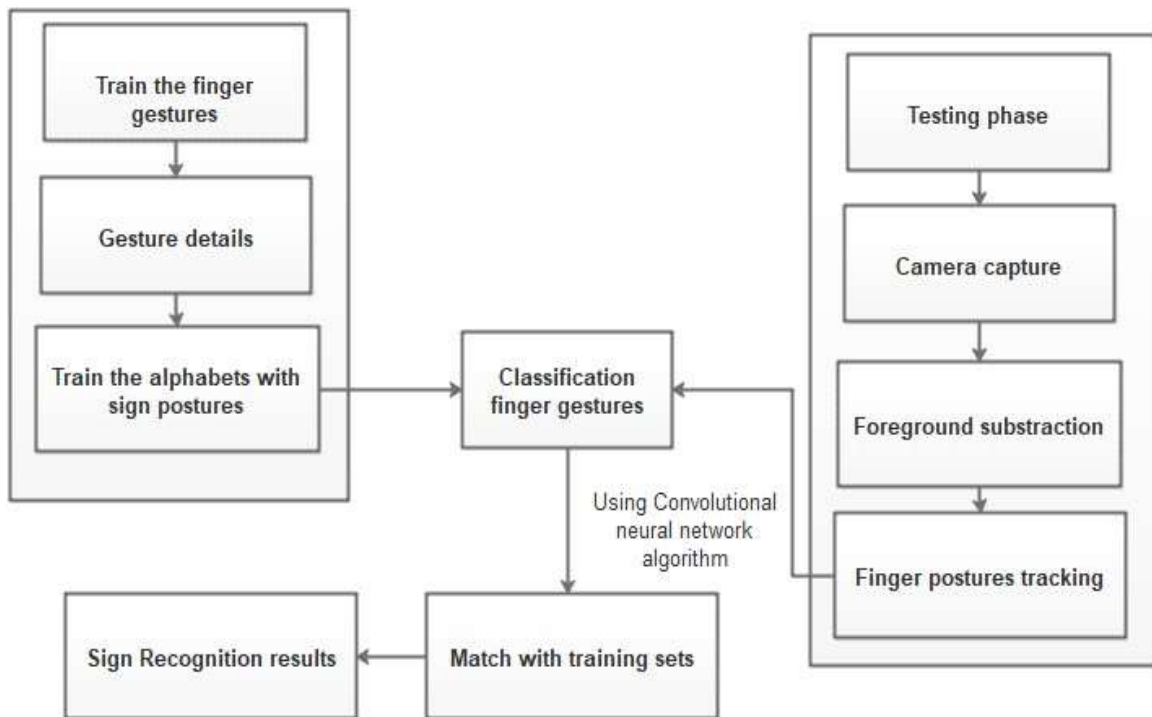 Train the finger
gestures
Gesture details
Train the alphabets with
sign postures
Testing phase
Camera capture
Foreground substraction
Finger postures tracking
Classification
finger gestures
Using Convolutional
neural network
algorithm
Match with training sets
Sign Recognition results